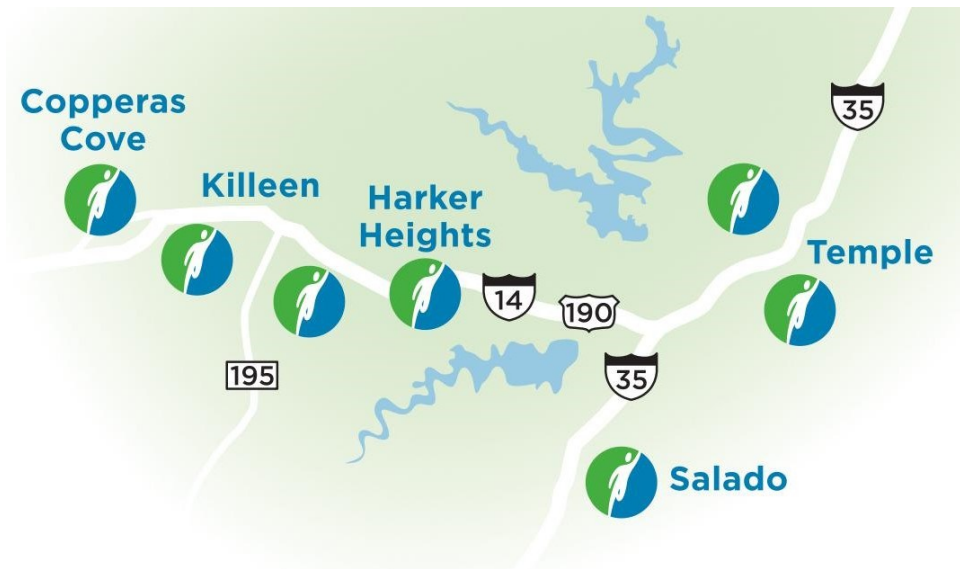 Copperas
Cove
Killeen
Harker
Heights
35
Temple
14
190
195
35
Salado